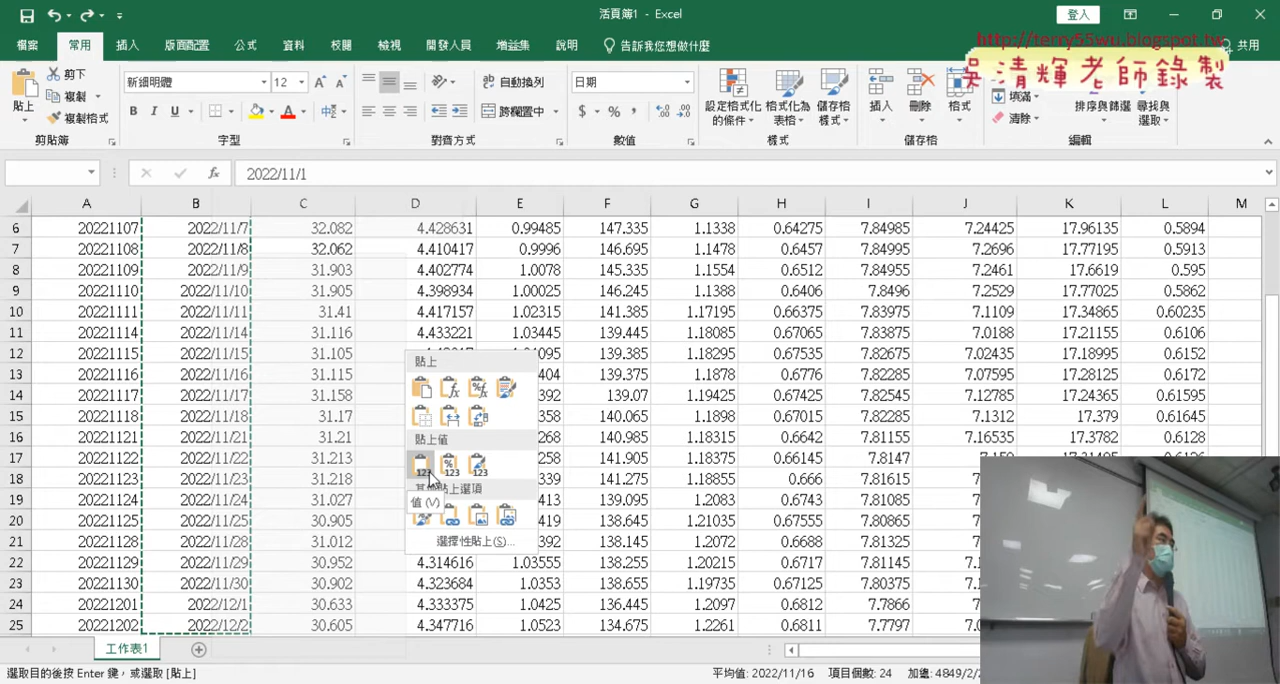 活頁簿1 - Excel
登入
檔案 常用 插入 版面配置 公式 資料 校閱 檢視 開發人員 增益集 說明 告訴我您想做什麼 共用
http://terry55wu.blogspot.tw
吳清輝老師錄製
貼上 剪下 複製 複製格式 剪貼簿
新細明體 12 B I U 字型
自動換列 跨欄置中 對齊方式
日期 $ % 數值
設定格式化的條件 格式化為表格 儲存格樣式 樣式
插入 刪除 格式 儲存格
填滿 清除 排序與篩選 尋找與選取 編輯
fx 2022/11/1
A B C D E F G H I J K L M
6 20221107 2022/11/7 32.082 4.428631 0.99485 147.335 1.1338 0.64275 7.84985 7.24425 17.96135 0.5894
7 20221108 2022/11/8 32.062 4.410417 0.9996 146.695 1.1478 0.6457 7.84995 7.2696 17.77195 0.5913
8 20221109 2022/11/9 31.903 4.402774 1.0078 145.335 1.1554 0.6512 7.84955 7.2461 17.6619 0.595
9 20221110 2022/11/10 31.905 4.398934 1.00025 146.245 1.1388 0.6406 7.8496 7.2529 17.77025 0.5862
10 20221111 2022/11/11 31.41 4.417157 1.02315 141.385 1.17195 0.66375 7.83975 7.1109 17.34865 0.60235
11 20221114 2022/11/14 31.116 4.433221 1.03445 139.445 1.18085 0.67065 7.83875 7.0188 17.21155 0.6106
12 20221115 2022/11/15 31.105 139.385 1.18295 0.67535 7.82675 7.02435 17.18995 0.6152
13 20221116 2022/11/16 31.115 139.375 1.1878 0.6776 7.82285 7.07595 17.28125 0.6172
14 20221117 2022/11/17 31.158 139.07 1.19425 0.67425 7.82545 7.12785 17.24365 0.61595
15 20221118 2022/11/18 31.17 140.065 1.1898 0.67015 7.82285 7.1312 17.379 0.61645
16 20221121 2022/11/21 31.21 140.985 1.18315 0.6642 7.81155 7.16535 17.3782 0.6128
17 20221122 2022/11/22 31.213 141.905 1.18375 0.66145 7.8147
18 20221123 2022/11/23 31.218 141.275 1.18855 0.666 7.81615
19 20221124 2022/11/24 31.027 139.095 1.2083 0.6743 7.81085
20 20221125 2022/11/25 30.905 138.645 1.21035 0.67555 7.80865
21 20221128 2022/11/28 31.012 138.145 1.2072 0.6688 7.81325
22 20221129 2022/11/29 30.952 4.314616 1.03555 138.255 1.20215 0.6717 7.81135
23 20221130 2022/11/30 30.902 4.323684 1.0353 138.655 1.19735 0.67125 7.80375
24 20221201 2022/12/1 30.633 4.333375 1.0425 136.445 1.2097 0.6812 7.7866
25 20221202 2022/12/2 30.605 4.347716 1.0523 134.675 1.2261 0.6811 7.7797
貼上
貼上值
值 (V)
選擇性貼上(S)...
工作表1
選取目的後按 Enter 鍵，或選取 [貼上] 平均值: 2022/11/16 項目個數: 24 加總: 4849/2/